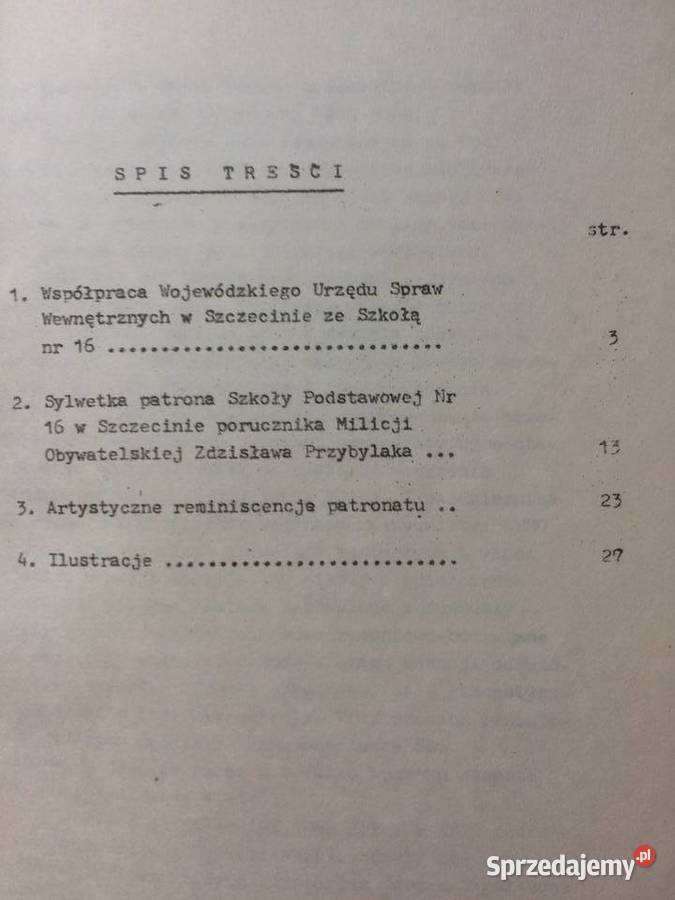 SPIS TREŚCI
str.
1. Współpraca Wojewódzkiego Urzędu Spraw
Wewnętrznych w Szczecinie ze Szkołą
nr 16 ............................... 3
2. Sylwetka patrona Szkoły Podstawowej Nr
16 w Szczecinie porucznika Milicji
Obywatelskiej Zdzisława Przybylaka ... 13
3. Artystyczne reminiscencje patronatu .. 23
4. Ilustracje ........................... 27
Sprzedajemy.pl